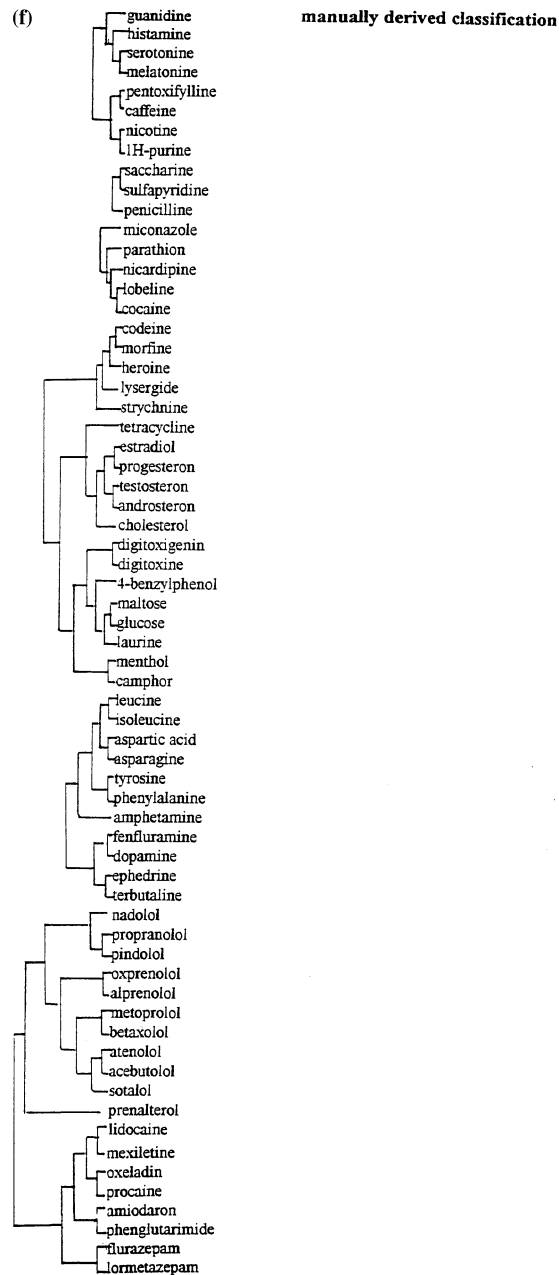 (f) manually derived classification
guanidine
histamine
serotonine
melatonine
pentoxifylline
caffeine
nicotine
1H-purine
saccharine
sulfapyridine
penicilline
miconazole
parathion
nicardipine
lobeline
cocaine
codeine
morfine
heroine
lysergide
strychnine
tetracycline
estradiol
progesteron
testosteron
androsteron
cholesterol
digitoxigenin
digitoxine
4-benzylphenol
maltose
glucose
laurine
menthol
camphor
leucine
isoleucine
aspartic acid
asparagine
tyrosine
phenylalanine
amphetamine
fenfluramine
dopamine
ephedrine
terbutaline
nadolol
propranolol
pindolol
oxprenolol
alprenolol
metoprolol
betaxolol
atenolol
acebutolol
sotalol
prenalterol
lidocaine
mexiletine
oxeladin
procaine
amiodaron
phenglutarimide
flurazepam
lormetazepam